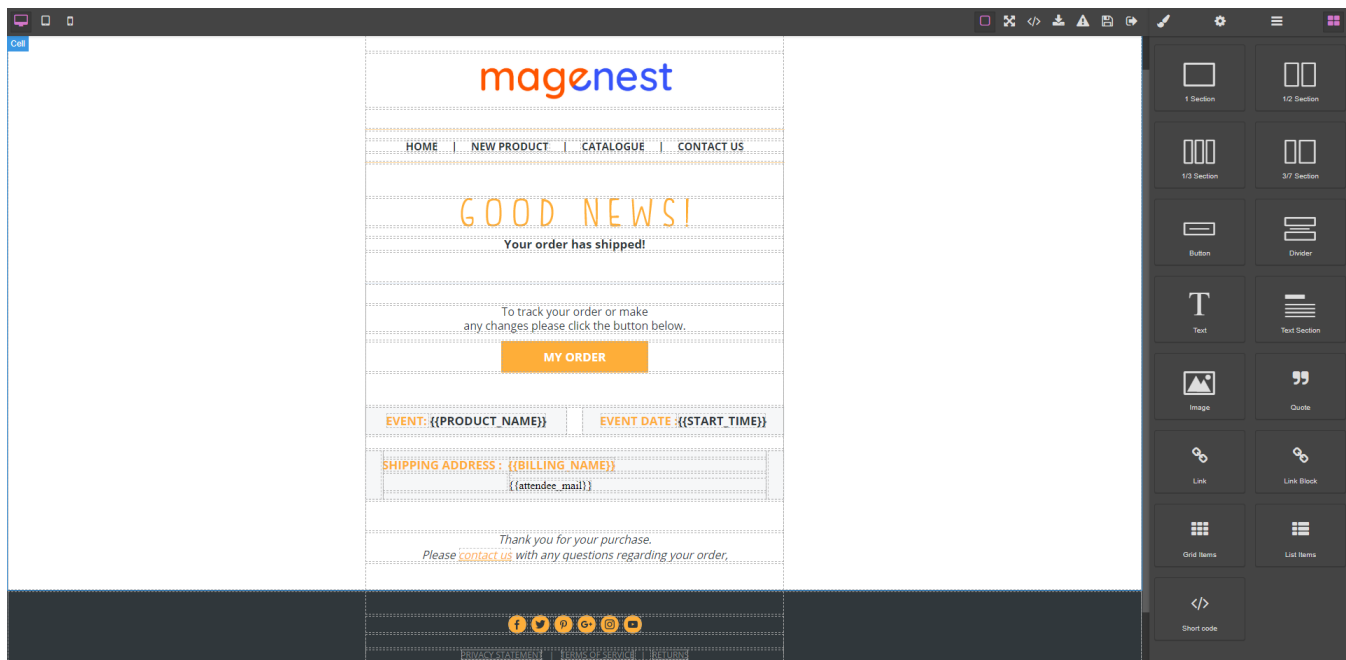 Cell
magenest
HOME | NEW PRODUCT | CATALOGUE | CONTACT US
GOOD NEWS!
Your order has shipped!
To track your order or make
any changes please click the button below.
MY ORDER
EVENT: {{PRODUCT_NAME}} EVENT DATE :{{START_TIME}}
SHIPPING ADDRESS : {{BILLING_NAME}}
{{attendee_mail}}
Thank you for your purchase.
Please contact us with any questions regarding your order,
PRIVACY STATEMENT | TERMS OF SERVICE | RETURNS
1 Section 1/2 Section
1/3 Section 3/7 Section
Button Divider
Text Text Section
Image Quote
Link Link Block
Grid Items List Items
Short code